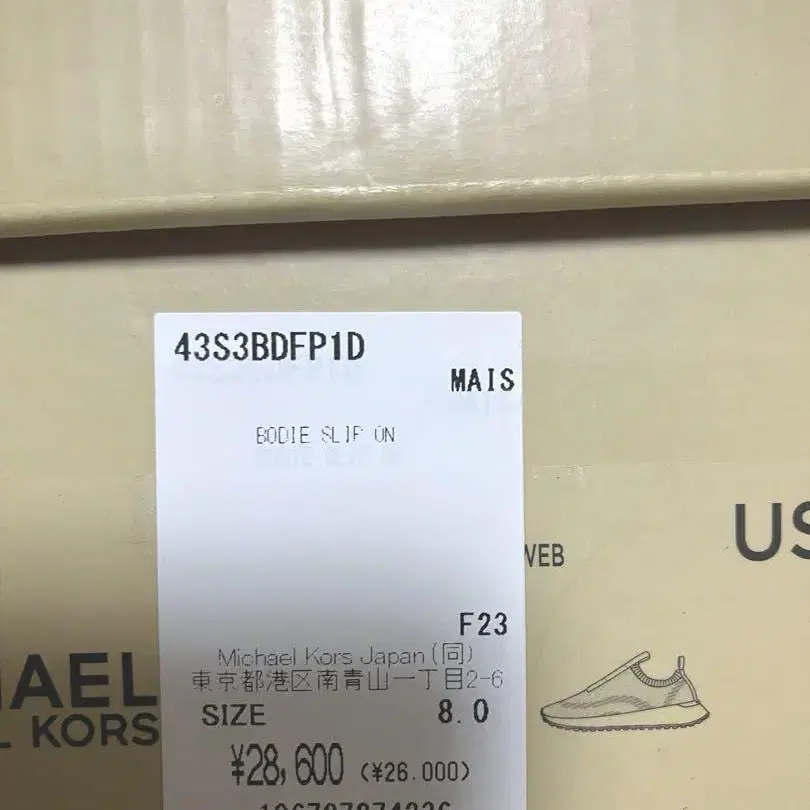 43S3BDFP1D
MAIS
BODIE SLIP ON
WEB
US
F23
Michael Kors Japan(同)
東京都港区南青山一丁目2-6
AEL
L KORS
SIZE 8.0
¥28,600 (¥26.000)